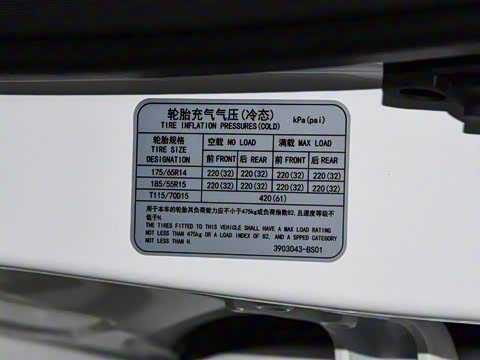 轮胎充气气压(冷态) kPa(psi)
TIRE INFLATION PRESSURES(COLD)
轮胎规格 空载 NO LOAD 满载 MAX LOAD
TIRE SIZE
DESIGNATION 前 FRONT 后 REAR 前 FRONT 后 REAR
175/65R14 220(32) 220(32) 220(32) 220(32)
185/55R15 220(32) 220(32) 220(32) 220(32)
T115/70D15 420(61)
用于本车的轮胎其负荷能力应不小于475kg或负荷指数82,且速度等级不
低于H.
THE TIRES FITTED TO THIS VEHICLE SHALL HAVE A MAX LOAD RATING
NOT LESS THAN 475kg OR A LOAD INDEX OF 82, AND A SPPED CATEGORY
NOT LESS THAN H.
3903043-BS01